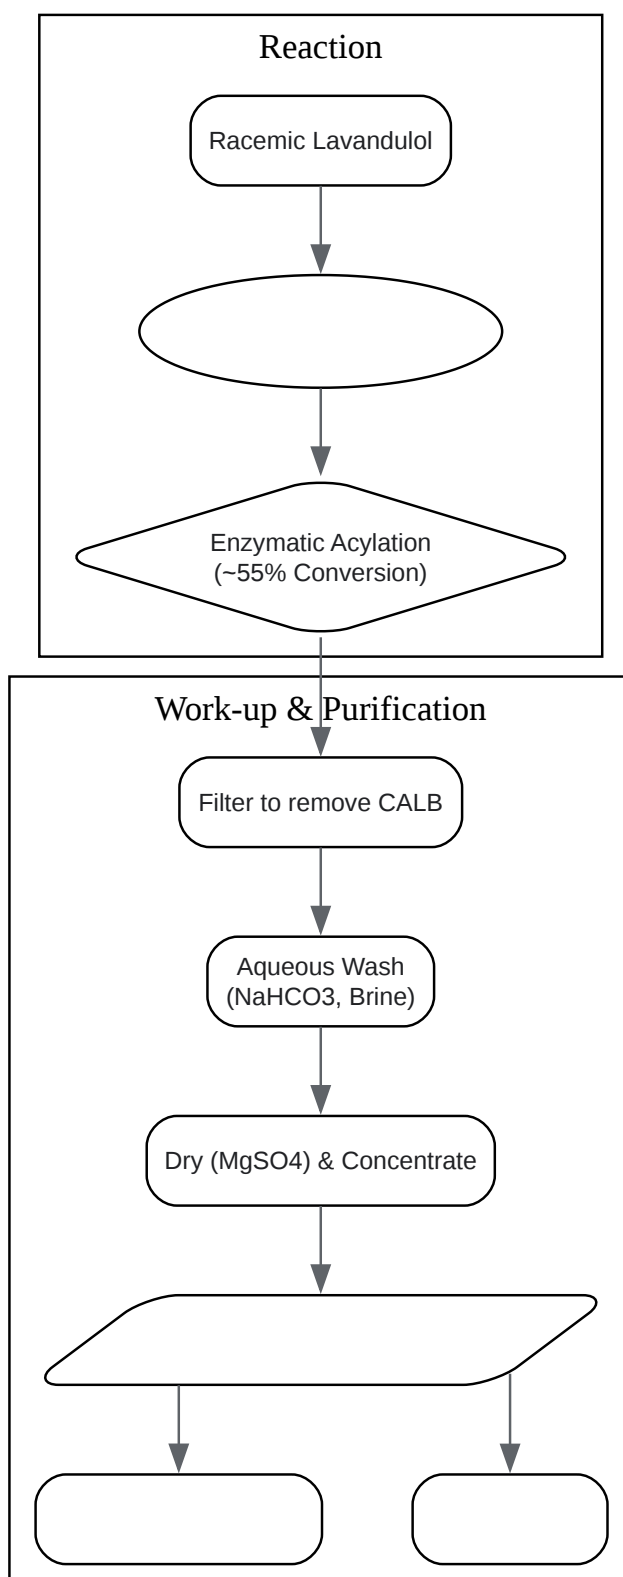 Reaction
Racemic Lavandulol
Enzymatic Acylation
(~55% Conversion)
Work-up & Purification
Filter to remove CALB
Aqueous Wash
(NaHCO3, Brine)
Dry (MgSO4) & Concentrate